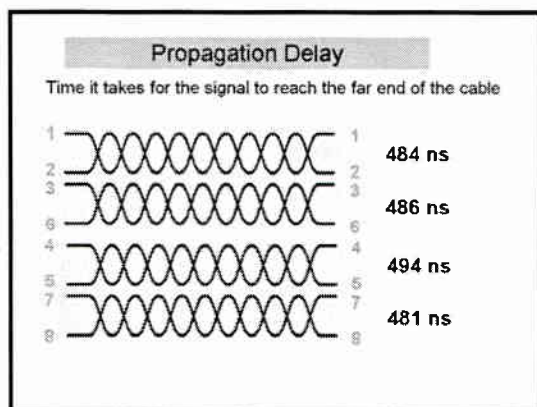 Propagation Delay
Time it takes for the signal to reach the far end of the cable
1 1
484 ns
2 2
3 3
486 ns
6 6
4 4
494 ns
5 5
7 7
481 ns
8 8